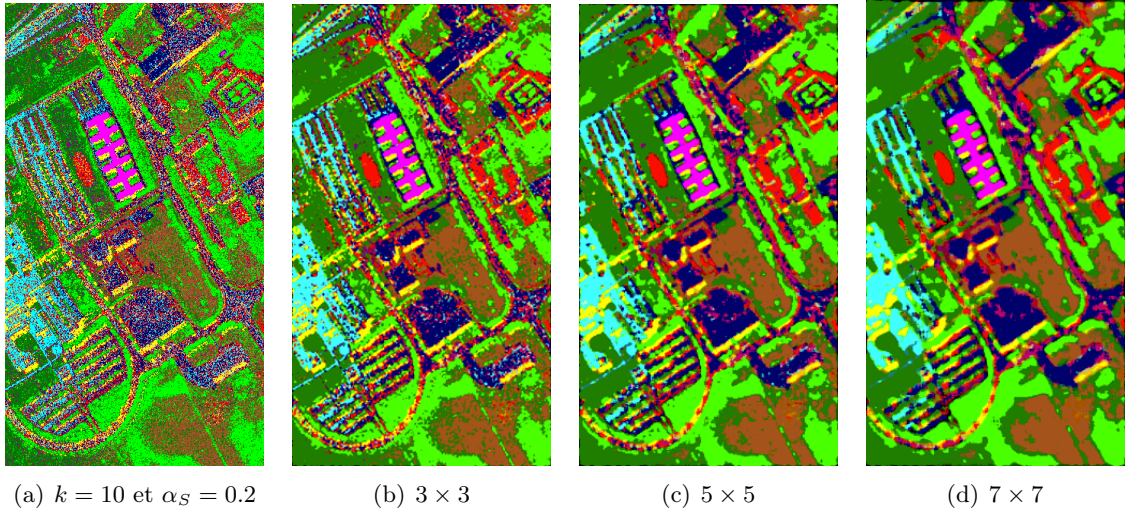 (a) k = 10 et α_S = 0.2
(b) 3 × 3
(c) 5 × 5
(d) 7 × 7